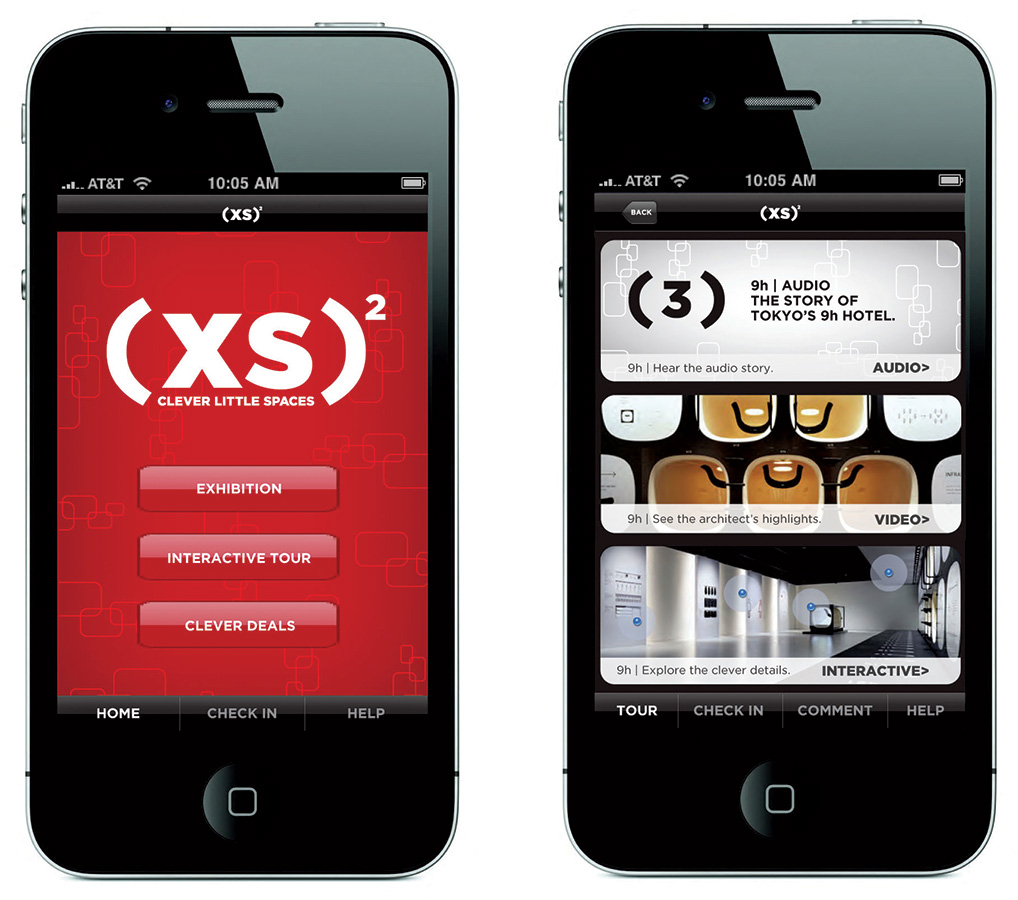 AT&T 10:05 AM
(XS)²
(XS)²
CLEVER LITTLE SPACES
EXHIBITION
INTERACTIVE TOUR
CLEVER DEALS
HOME CHECK IN HELP
AT&T 10:05 AM
BACK (XS)²
(3)
9h | AUDIO
THE STORY OF
TOKYO'S 9h HOTEL.
9h | Hear the audio story. AUDIO>
INFRA
9h | See the architect's highlights. VIDEO>
9h | Explore the clever details. INTERACTIVE>
TOUR CHECK IN COMMENT HELP